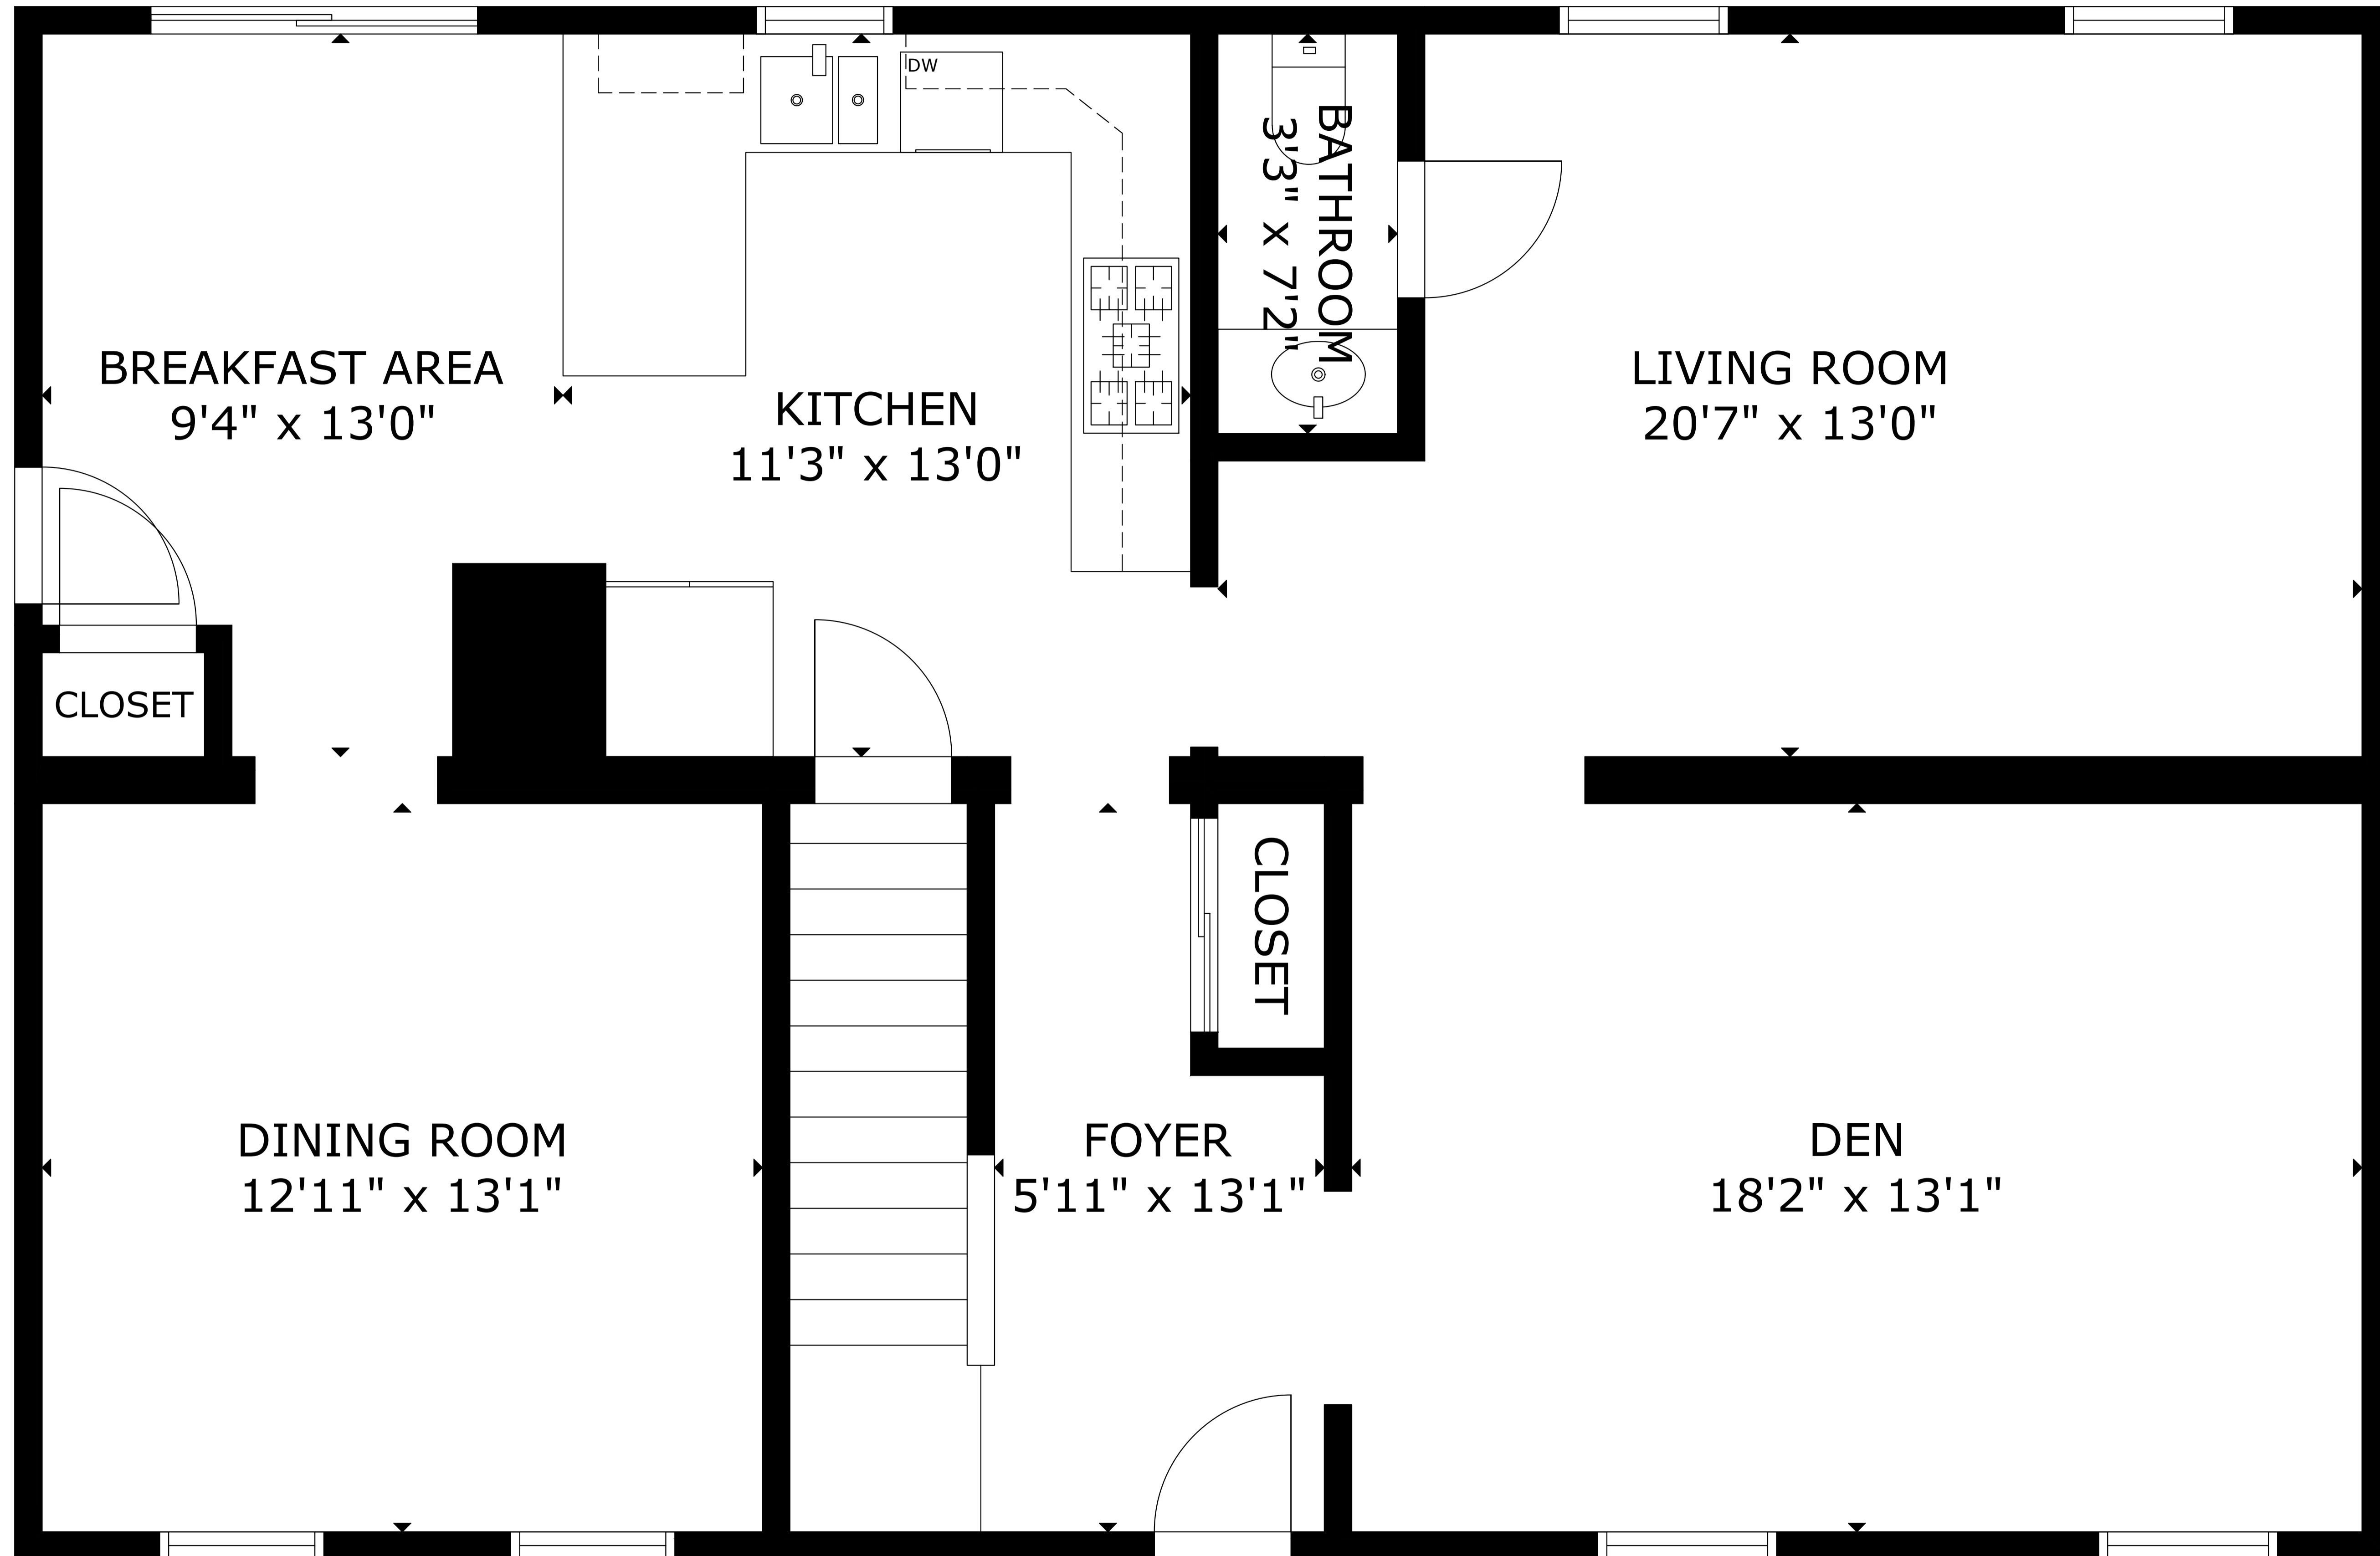 DW
BATHROOM
3'3" x 7'2"
BREAKFAST AREA
9'4" x 13'0"
KITCHEN
11'3" x 13'0"
LIVING ROOM
20'7" x 13'0"
CLOSET
CLOSET
DINING ROOM
12'11" x 13'1"
FOYER
5'11" x 13'1"
DEN
18'2" x 13'1"